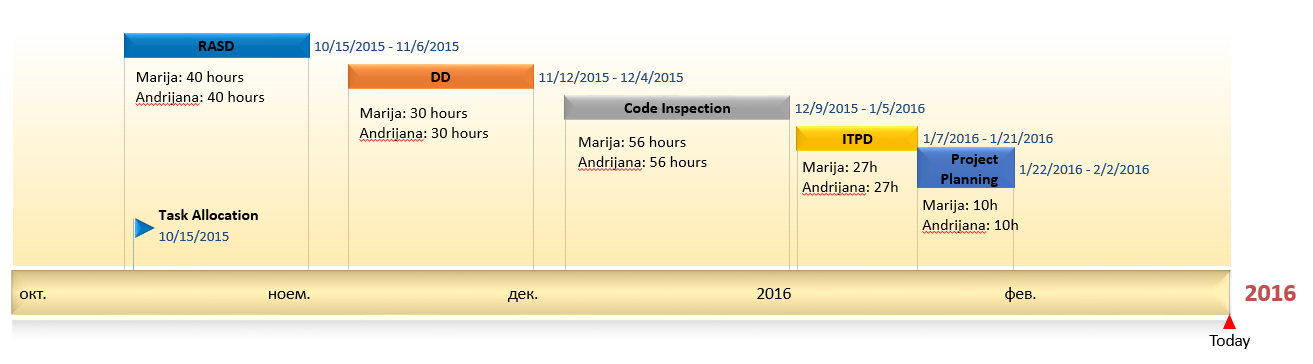 RASD
10/15/2015 - 11/6/2015
Marija: 40 hours
Andrijana: 40 hours
DD
11/12/2015 - 12/4/2015
Marija: 30 hours
Andrijana: 30 hours
Code Inspection
12/9/2015 - 1/5/2016
Marija: 56 hours
Andrijana: 56 hours
ITPD
1/7/2016 - 1/21/2016
Marija: 27h
Andrijana: 27h
Project
Planning
1/22/2016 - 2/2/2016
Marija: 10h
Andrijana: 10h
Task Allocation
10/15/2015
окт.
ноем.
дек.
2016
фев.
2016
Today